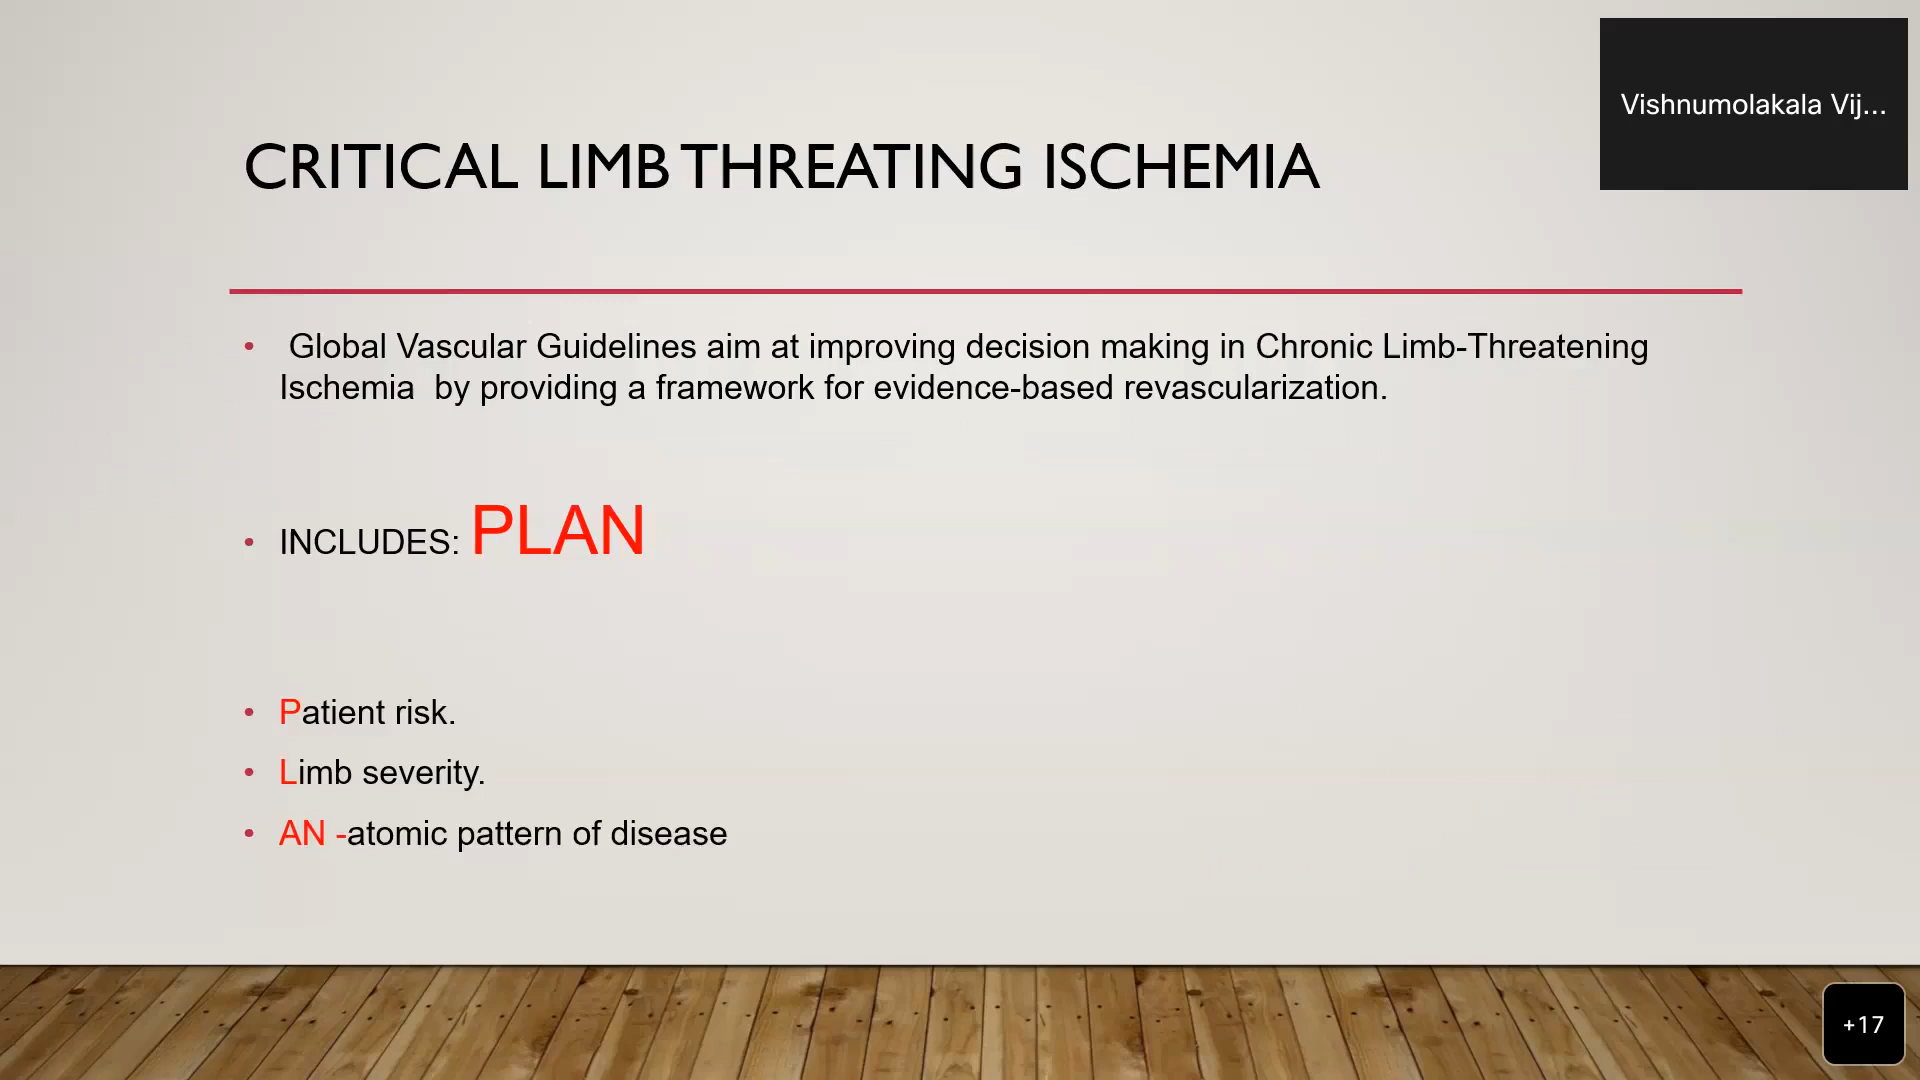 Vishnumolakala Vij...
CRITICAL LIMB THREATING ISCHEMIA
• Global Vascular Guidelines aim at improving decision making in Chronic Limb-Threatening
Ischemia by providing a framework for evidence-based revascularization.
• INCLUDES: PLAN
• Patient risk.
• Limb severity.
• AN -atomic pattern of disease
+17